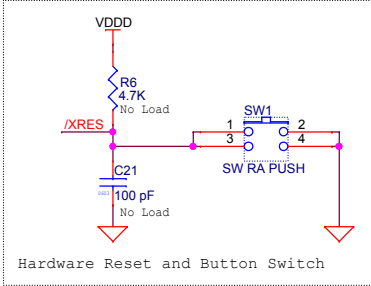 VDDD
R6
4.7K
No Load
/XRES
SW1
1 2
3 4
SW RA PUSH
C21
0402
100 pF
No Load
Hardware Reset and Button Switch